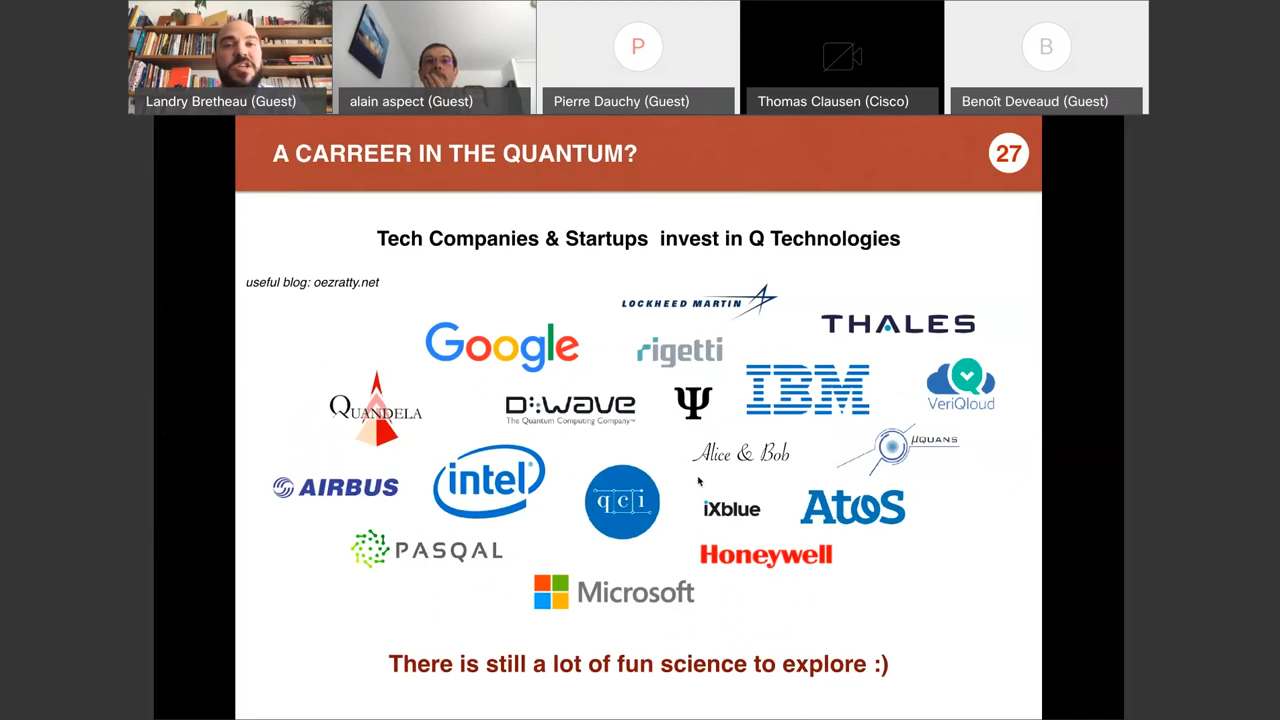 P
B
Landry Bretheau (Guest)
alain aspect (Guest)
Pierre Dauchy (Guest)
Thomas Clausen (Cisco)
Benoît Deveaud (Guest)
A CARREER IN THE QUANTUM?
27
Tech Companies & Startups invest in Q Technologies
useful blog: oezratty.net
LOCKHEED MARTIN
THALES
Google
rigetti
IBM
VeriQloud
QUANDELA
D:wave
The Quantum Computing Company™
Ψ
Alice & Bob
μQUANS
AIRBUS
intel
qci
iXblue
Atos
PASQAL
Honeywell
Microsoft
There is still a lot of fun science to explore :)